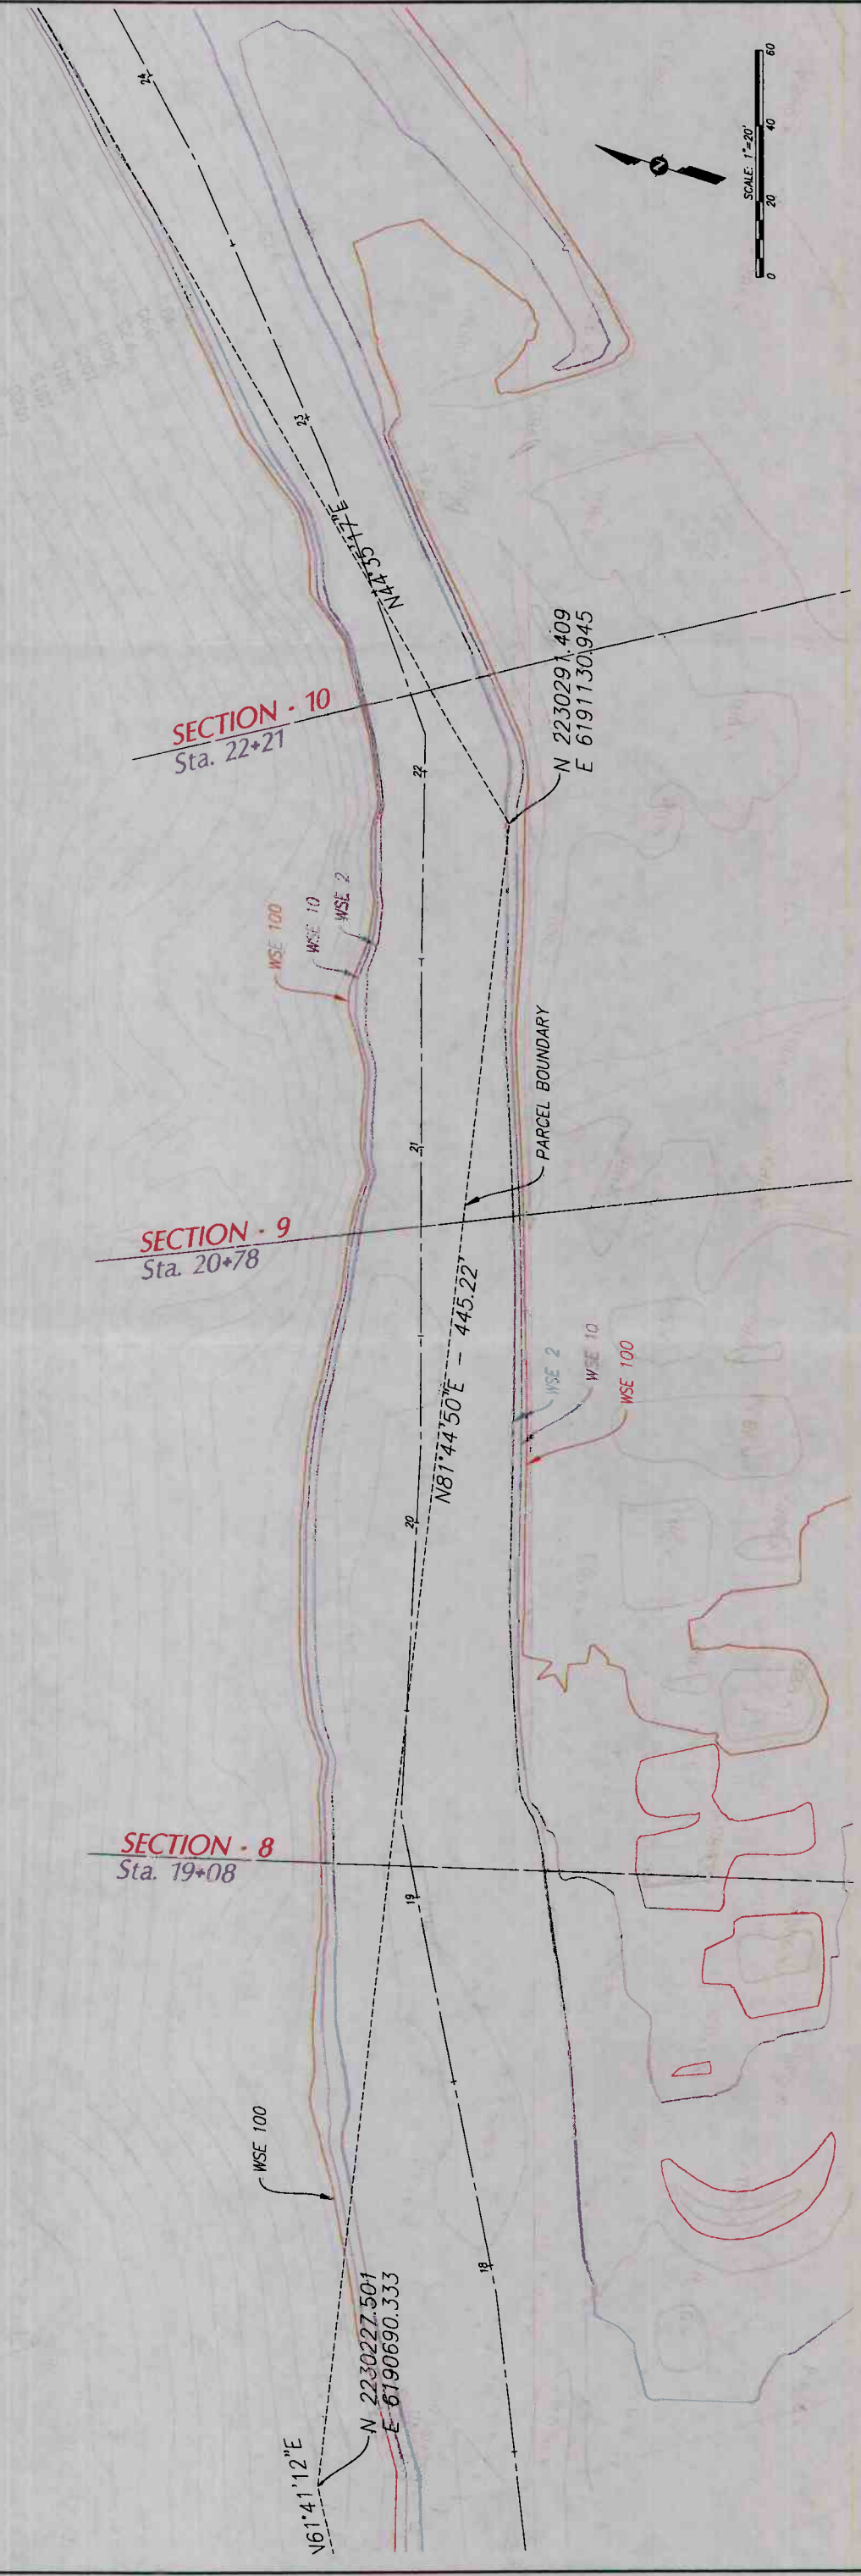 24
23
22
21
20
19
18
SCALE: 1"=20'
0 20 40 60
N
N44°35'17"E
N 2230291.409
E 6191130.945
SECTION - 10
Sta. 22+21
WSE 100
WSE 10
WSE 2
PARCEL BOUNDARY
SECTION - 9
Sta. 20+78
N81°44'50"E - 445.22'
WSE 2
WSE 10
WSE 100
SECTION - 8
Sta. 19+08
WSE 100
N 2230227.501
E 6190690.333
N61°41'12"E